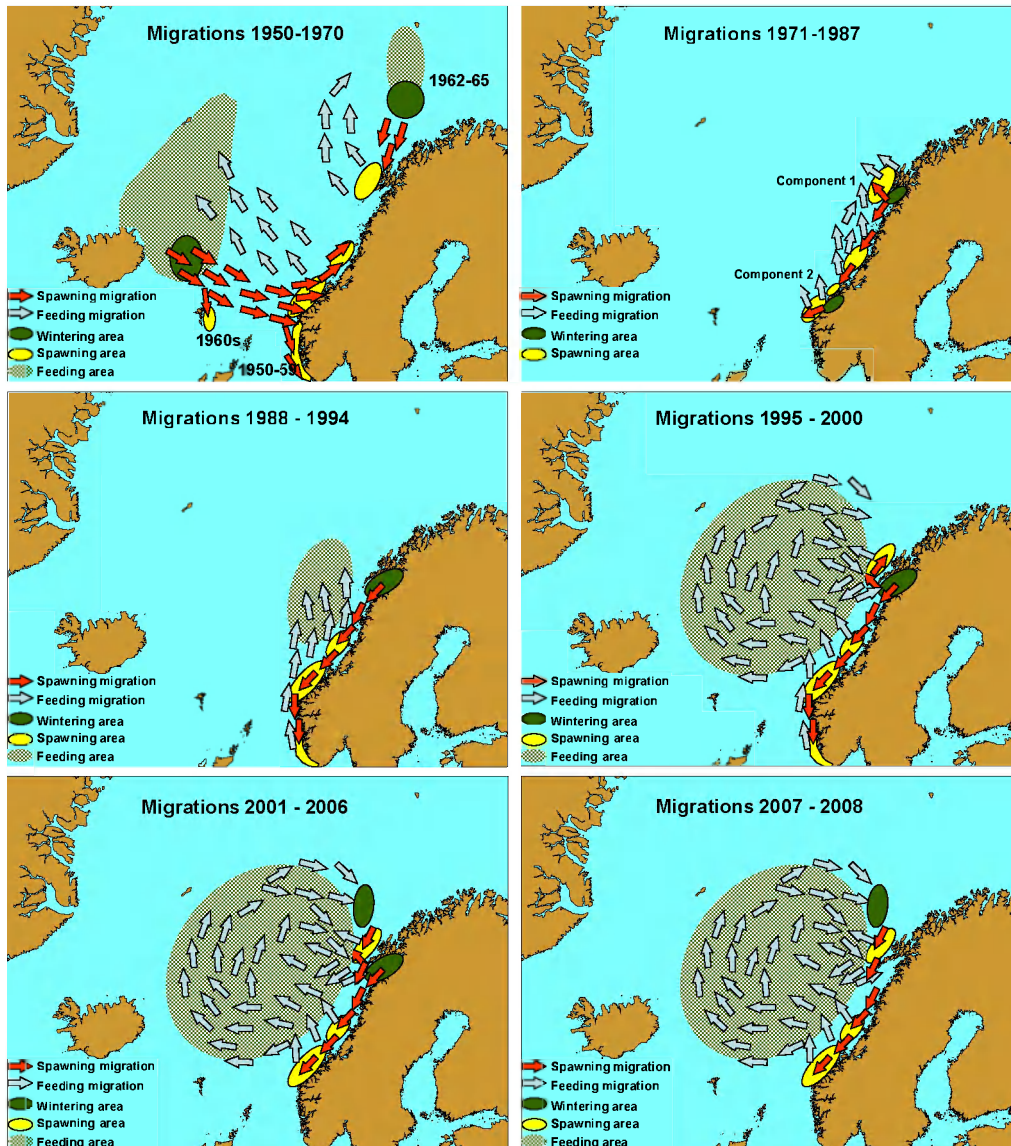 Migrations 1950-1970
1962-65
1960s
1950-59
Spawning migration
Feeding migration
Wintering area
Spawning area
Feeding area
Migrations 1971-1987
Component 1
Component 2
Spawning migration
Feeding migration
Wintering area
Spawning area
Migrations 1988 - 1994
Spawning migration
Feeding migration
Wintering area
Spawning area
Feeding area
Migrations 1995 - 2000
Spawning migration
Feeding migration
Wintering area
Spawning area
Feeding area
Migrations 2001 - 2006
Spawning migration
Feeding migration
Wintering area
Spawning area
Feeding area
Migrations 2007 - 2008
Spawning migration
Feeding migration
Wintering area
Spawning area
Feeding area